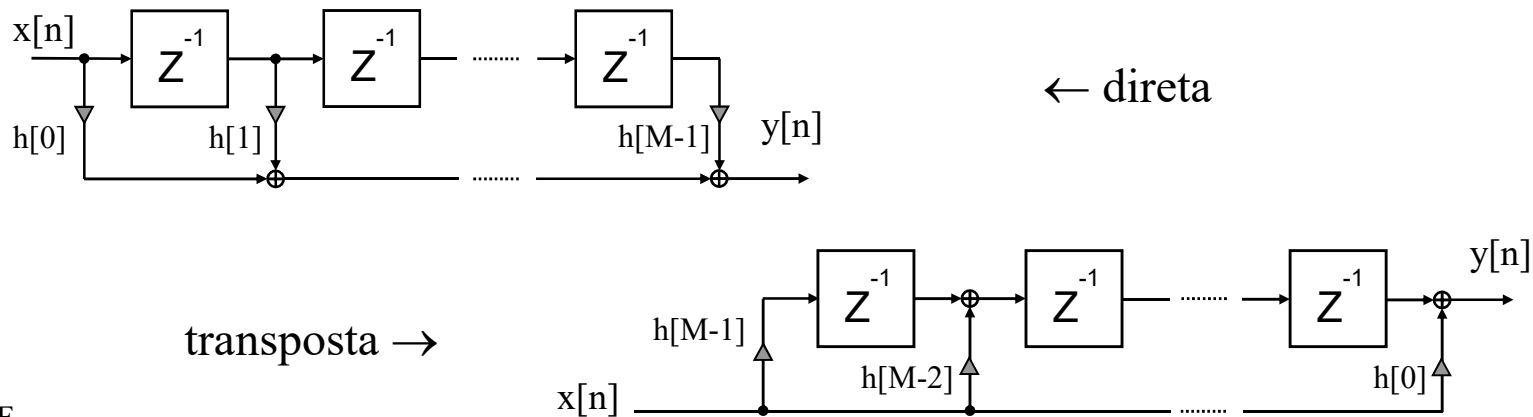 x[n]
Z⁻¹
Z⁻¹
Z⁻¹
← direta
h[0]
h[1]
h[M-1]
y[n]
Z⁻¹
Z⁻¹
Z⁻¹
y[n]
transposta →
h[M-1]
h[M-2]
h[0]
x[n]